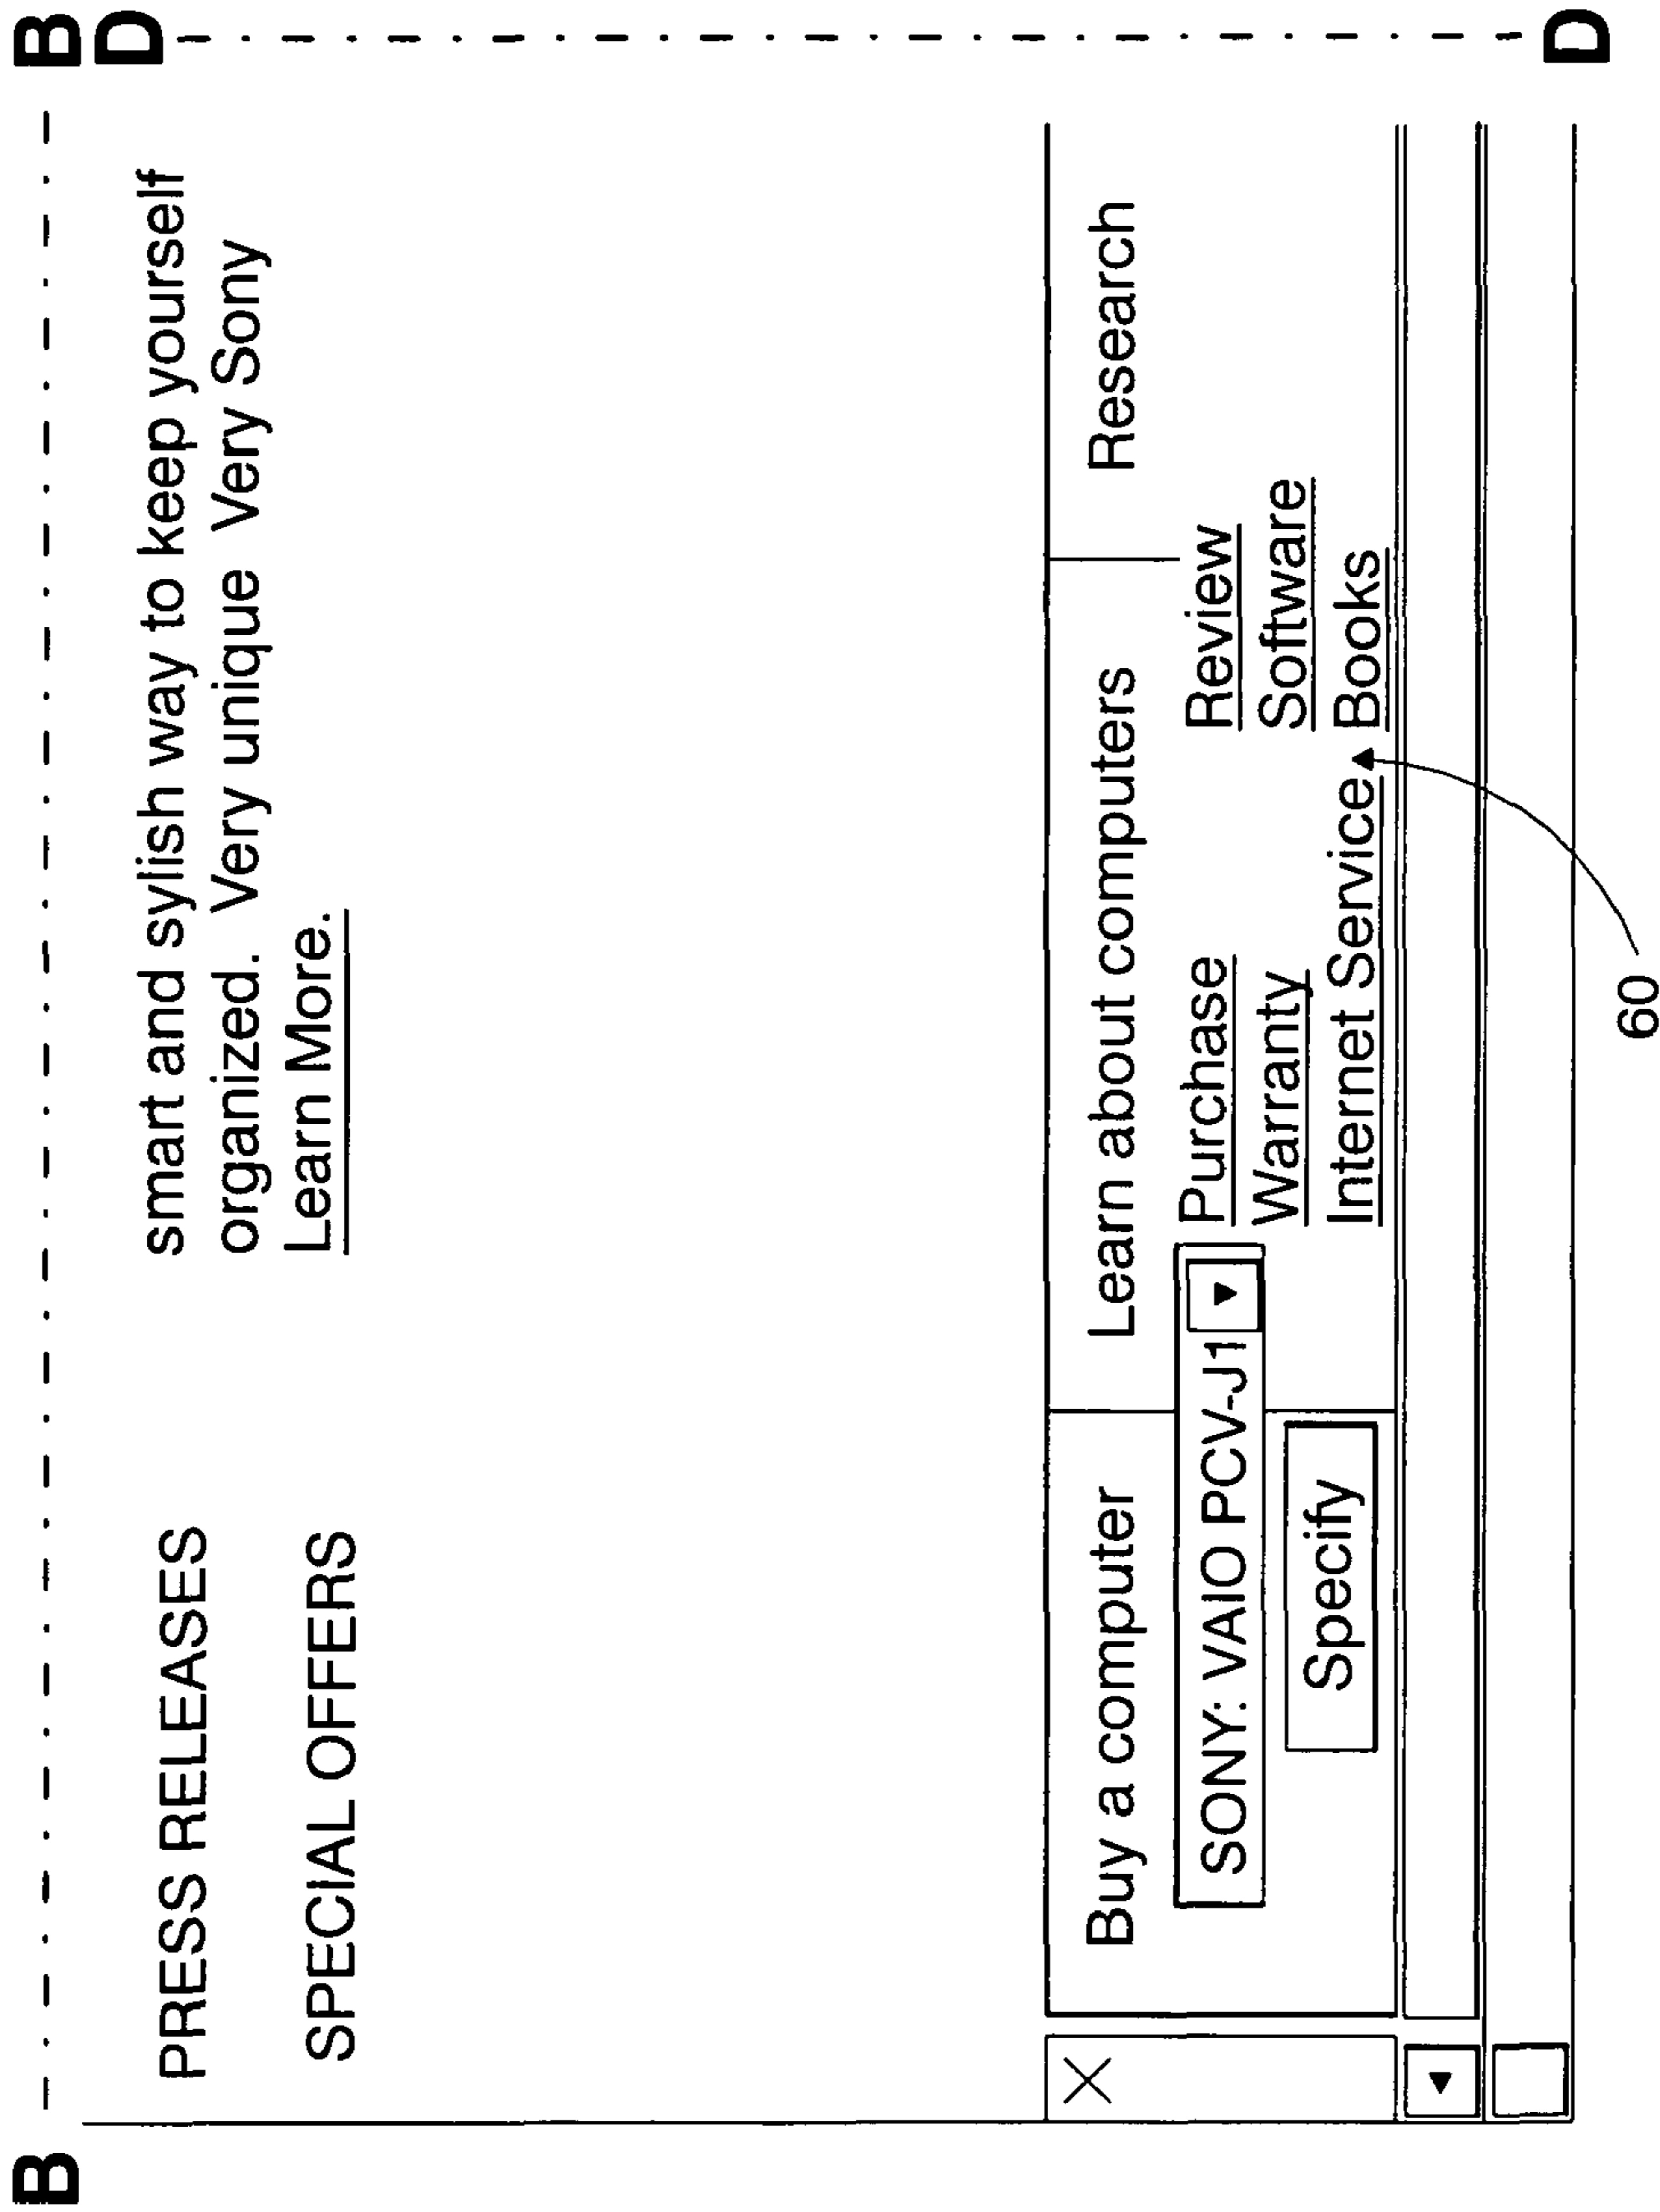 B B
D
PRESS RELEASES
SPECIAL OFFERS
smart and sylish way to keep yourself
organized. Very unique Very Sony
Learn More.
X
Buy a computer
SONY: VAIO PCV-J1
Specify
Learn about computers
Purchase
Warranty
Internet Service
Review
Software
Books
Research
D
60